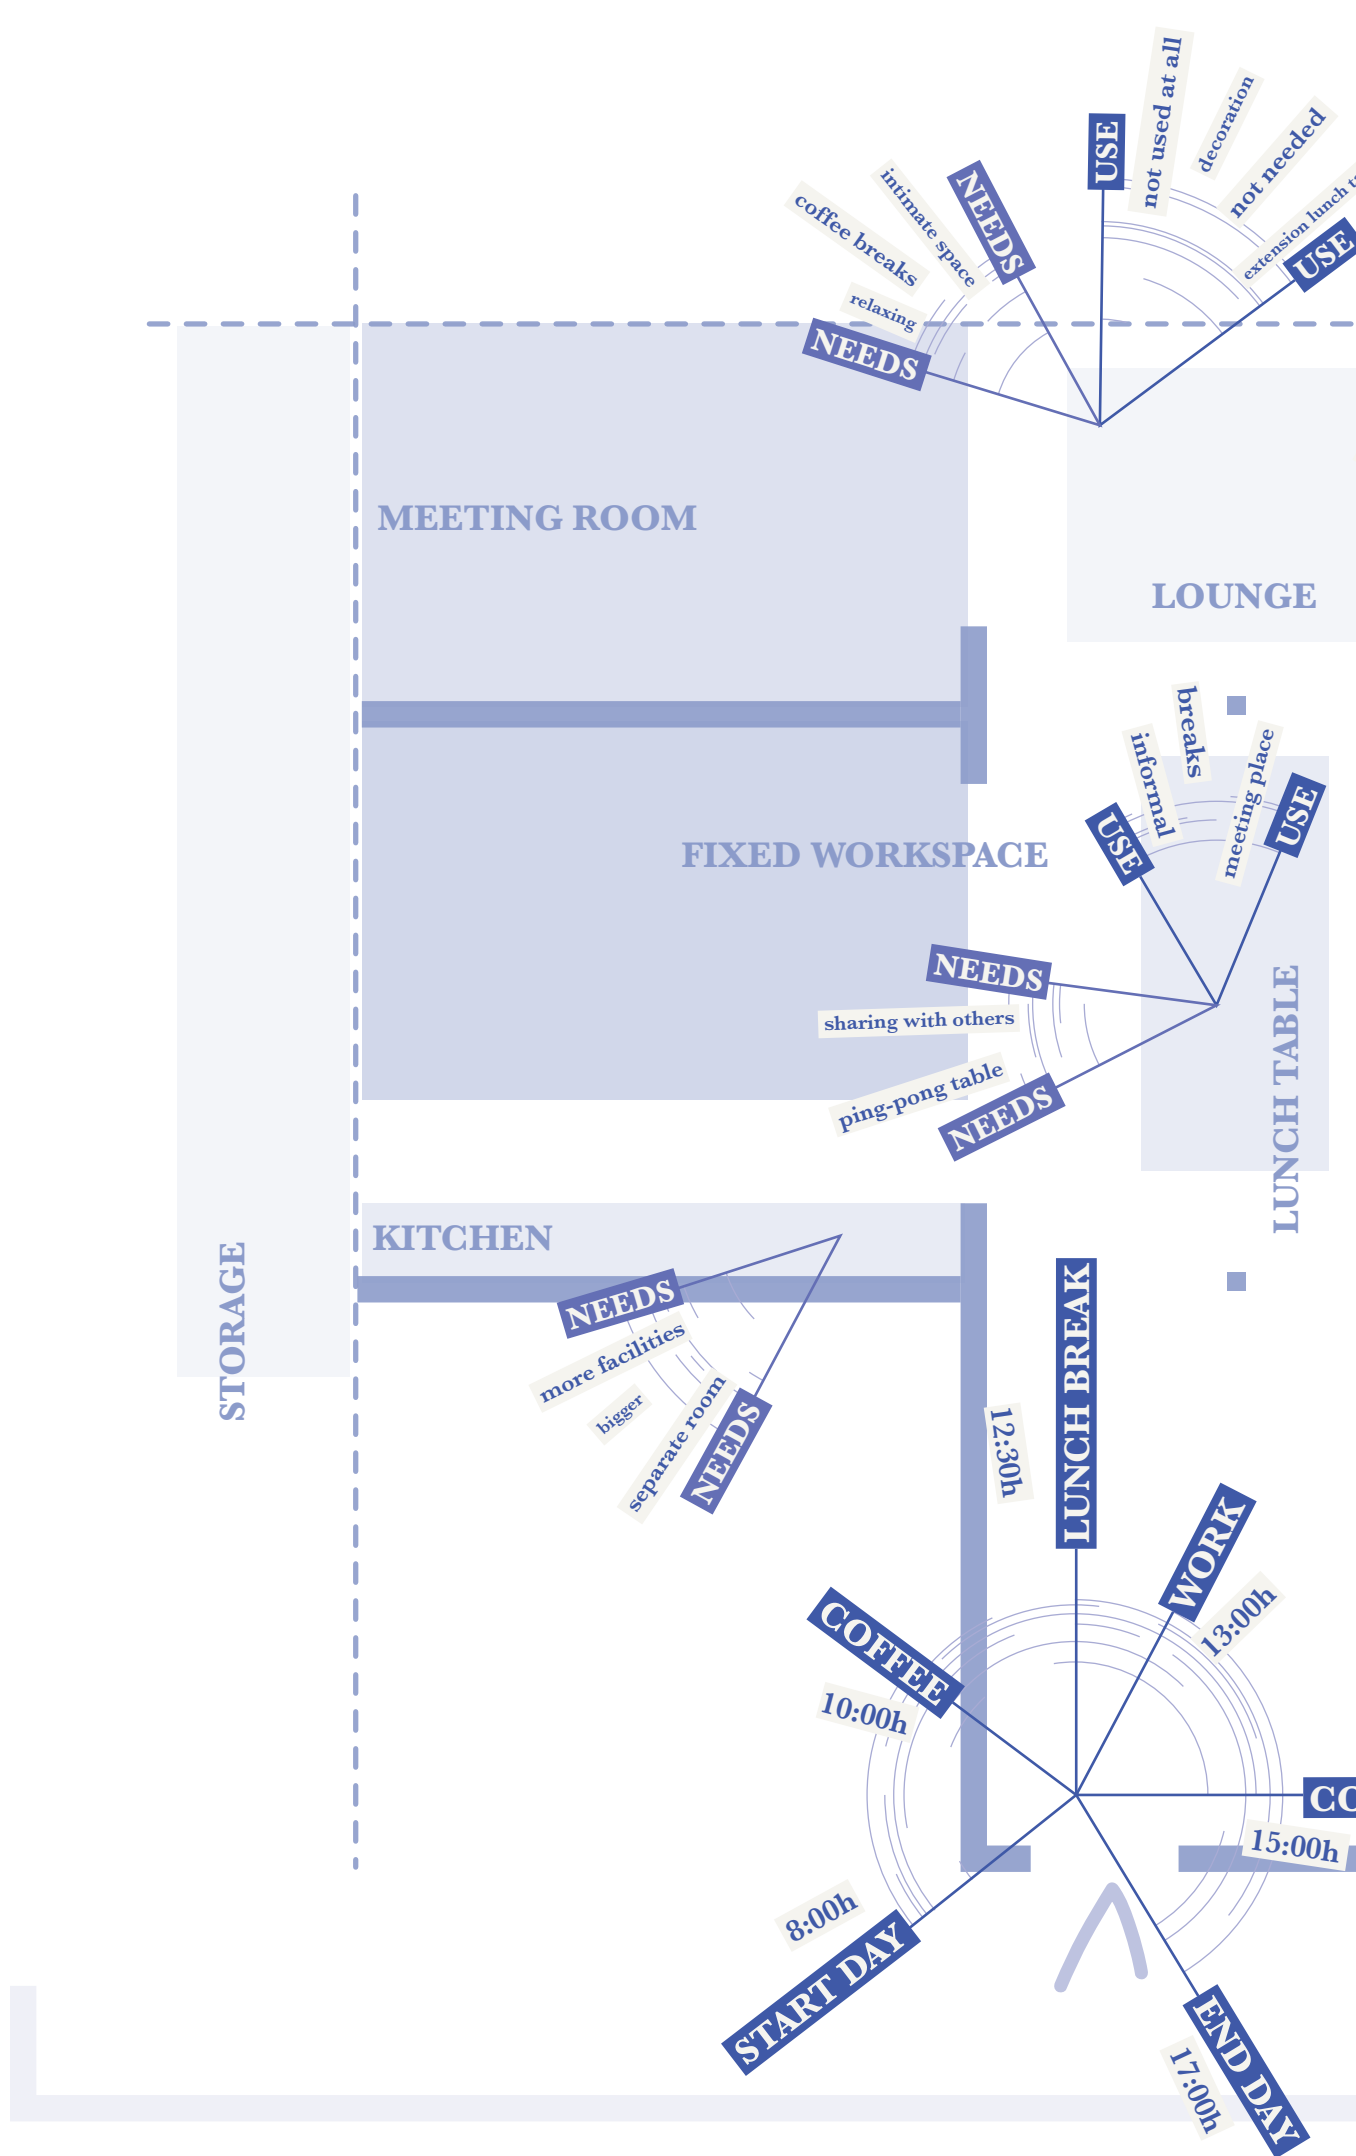 USE
not used at all
decoration
not needed
extension lunch
USE
NEEDS
intimate space
coffee breaks
relaxing
NEEDS
MEETING ROOM
LOUNGE
breaks
informal
meeting place
USE
USE
FIXED WORKSPACE
NEEDS
sharing with others
ping-pong table
NEEDS
LUNCH TABLE
KITCHEN
STORAGE
NEEDS
more facilities
bigger
separate room
NEEDS
LUNCH BREAK
12:30h
WORK
13:00h
COFFEE
10:00h
CO
15:00h
8:00h
START DAY
END DAY
17:00h